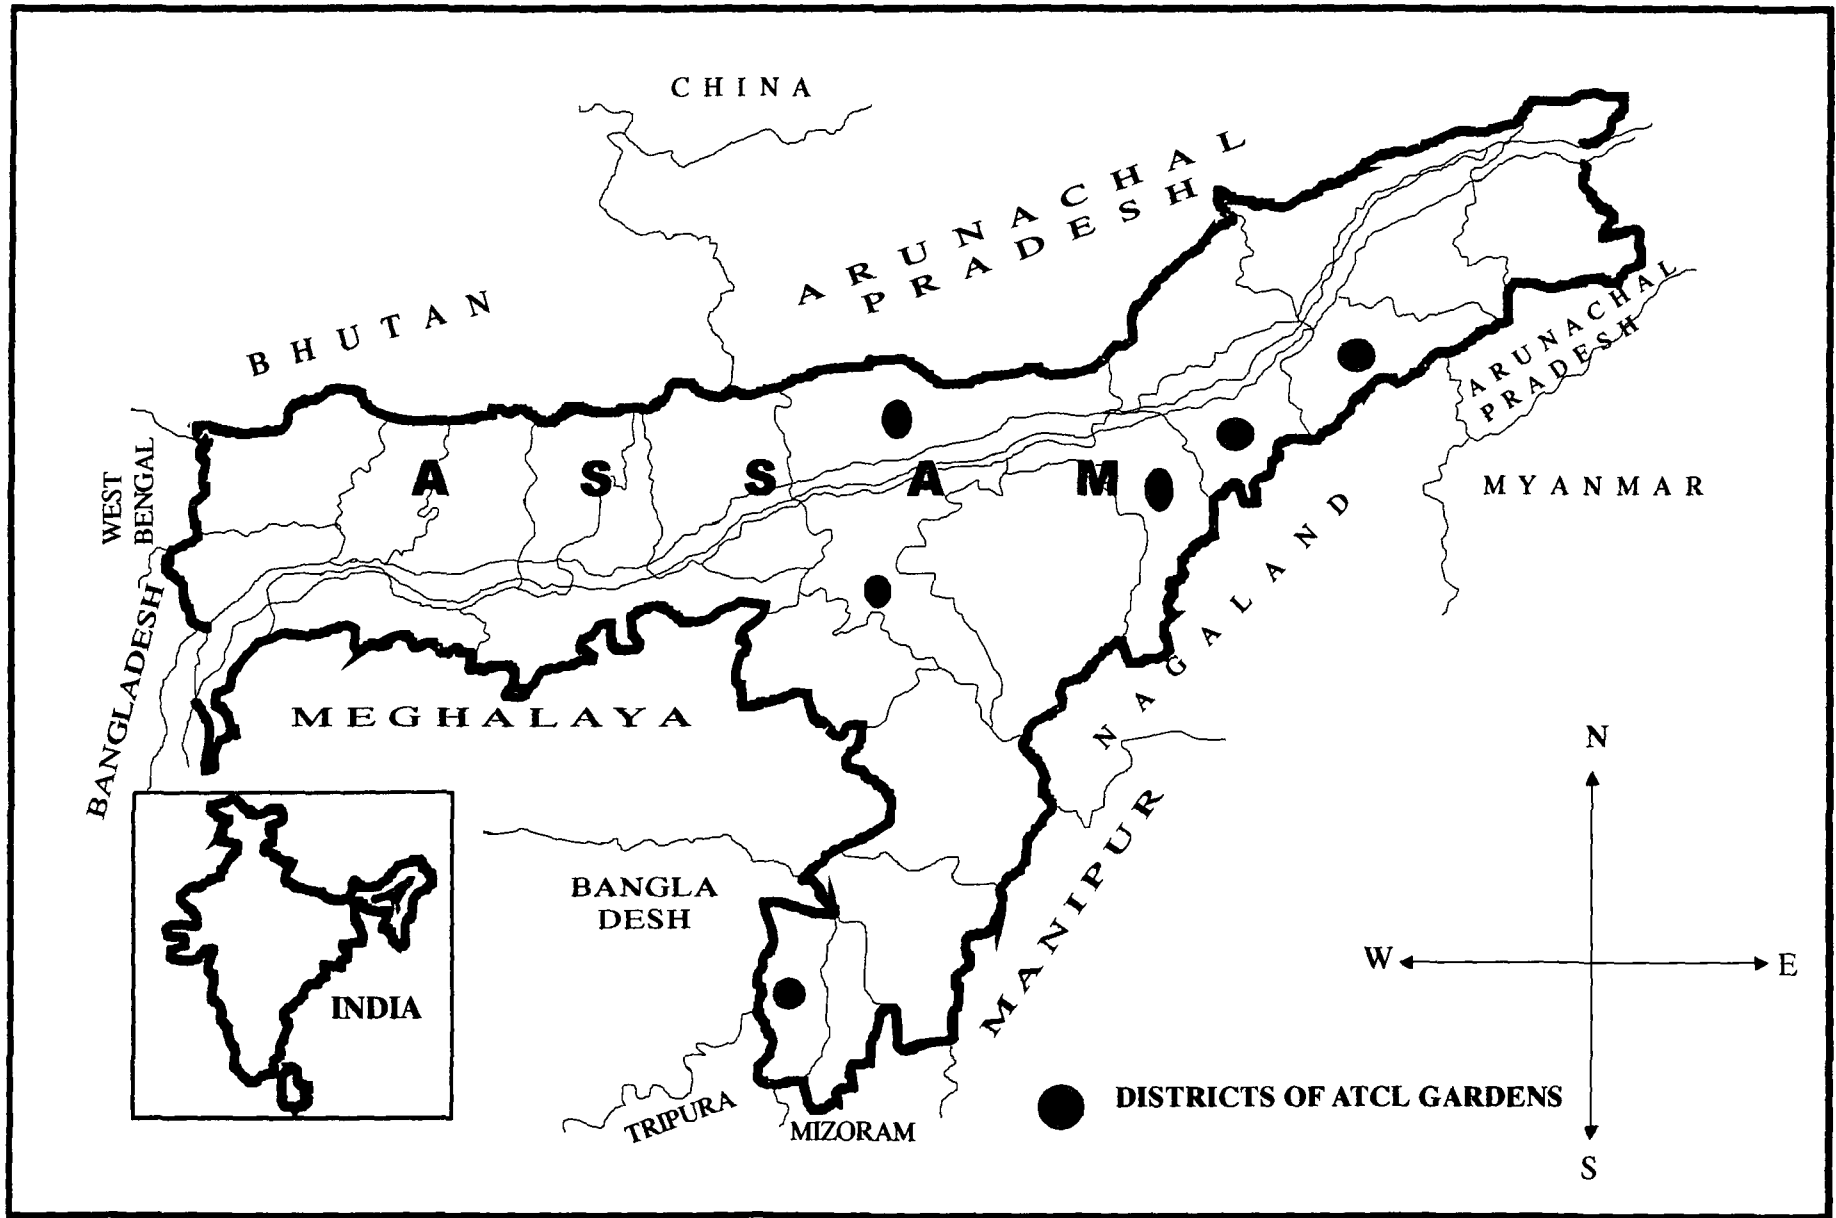 CHINA
ARUNACHAL
PRADESH
BHUTAN
ARUNACHAL
PRADESH
WEST
BENGAL
ASSAM
MYANMAR
NAGALAND
BANGLADESH
MEGHALAYA
N
MANIPUR
BANGLA
DESH
W
E
INDIA
DISTRICTS OF ATCL GARDENS
TRIPURA
MIZORAM
S